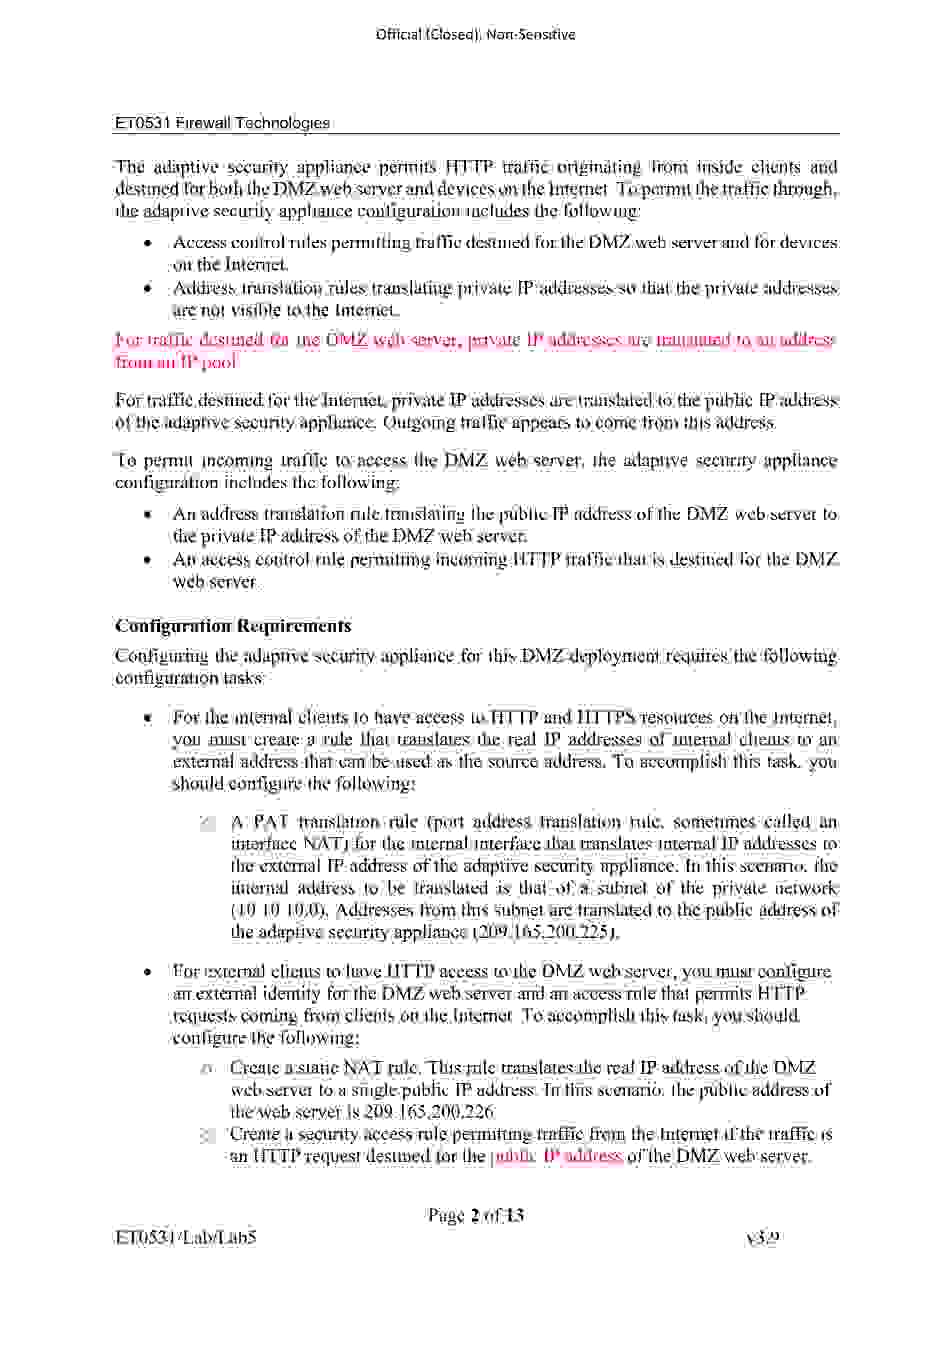 Official (Closed), Non-Sensitive
ET0531 Firewall Technologies
The adaptive security appliance permits HTTP traffic originating from inside clients and
destined for both the DMZ web server and devices on the Internet. To permit the traffic through,
the adaptive security appliance configuration includes the following:
• Access control rules permitting traffic destined for the DMZ web server and for devices
on the Internet.
• Address translation rules translating private IP addresses so that the private addresses
are not visible to the Internet.
For traffic destined for the DMZ web server, private IP addresses are translated to an address
from an IP pool.
For traffic destined for the Internet, private IP addresses are translated to the public IP address
of the adaptive security appliance. Outgoing traffic appears to come from this address.
To permit incoming traffic to access the DMZ web server, the adaptive security appliance
configuration includes the following:
• An address translation rule translating the public IP address of the DMZ web server to
the private IP address of the DMZ web server.
• An access control rule permitting incoming HTTP traffic that is destined for the DMZ
web server.
Configuration Requirements
Configuring the adaptive security appliance for this DMZ deployment requires the following
configuration tasks:
• For the internal clients to have access to HTTP and HTTPS resources on the Internet,
you must create a rule that translates the real IP addresses of internal clients to an
external address that can be used as the source address. To accomplish this task, you
should configure the following:
A PAT translation rule (port address translation rule, sometimes called an
interface NAT) for the internal interface that translates internal IP addresses to
the external IP address of the adaptive security appliance. In this scenario, the
internal address to be translated is that of a subnet of the private network
(10.10.10.0). Addresses from this subnet are translated to the public address of
the adaptive security appliance (209.165.200.225).
• For external clients to have HTTP access to the DMZ web server, you must configure
an external identity for the DMZ web server and an access rule that permits HTTP
requests coming from clients on the Internet. To accomplish this task, you should
configure the following:
o Create a static NAT rule. This rule translates the real IP address of the DMZ
web server to a single public IP address. In this scenario, the public address of
the web server is 209.165.200.226.
Create a security access rule permitting traffic from the Internet if the traffic is
an HTTP request destined for the public IP address of the DMZ web server.
Page 2 of 13
ET0531/Lab/Lab5
v3.9